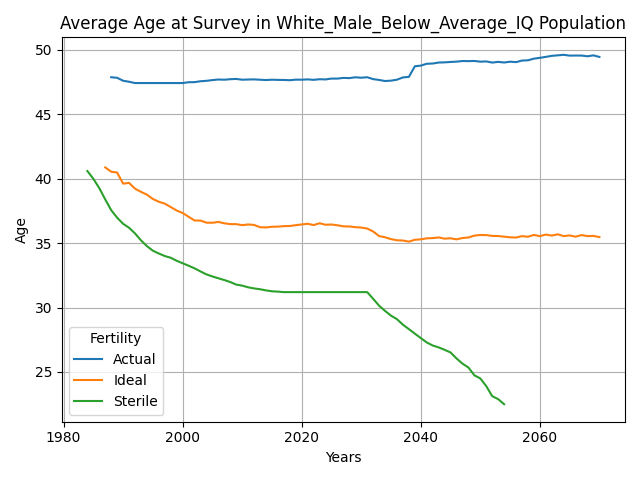 Average Age at Survey in White_Male_Below_Average_IQ Population
50
45
40
35
30
25
Age
Fertility
Actual
Ideal
Sterile
1980
2000
2020
2040
2060
Years